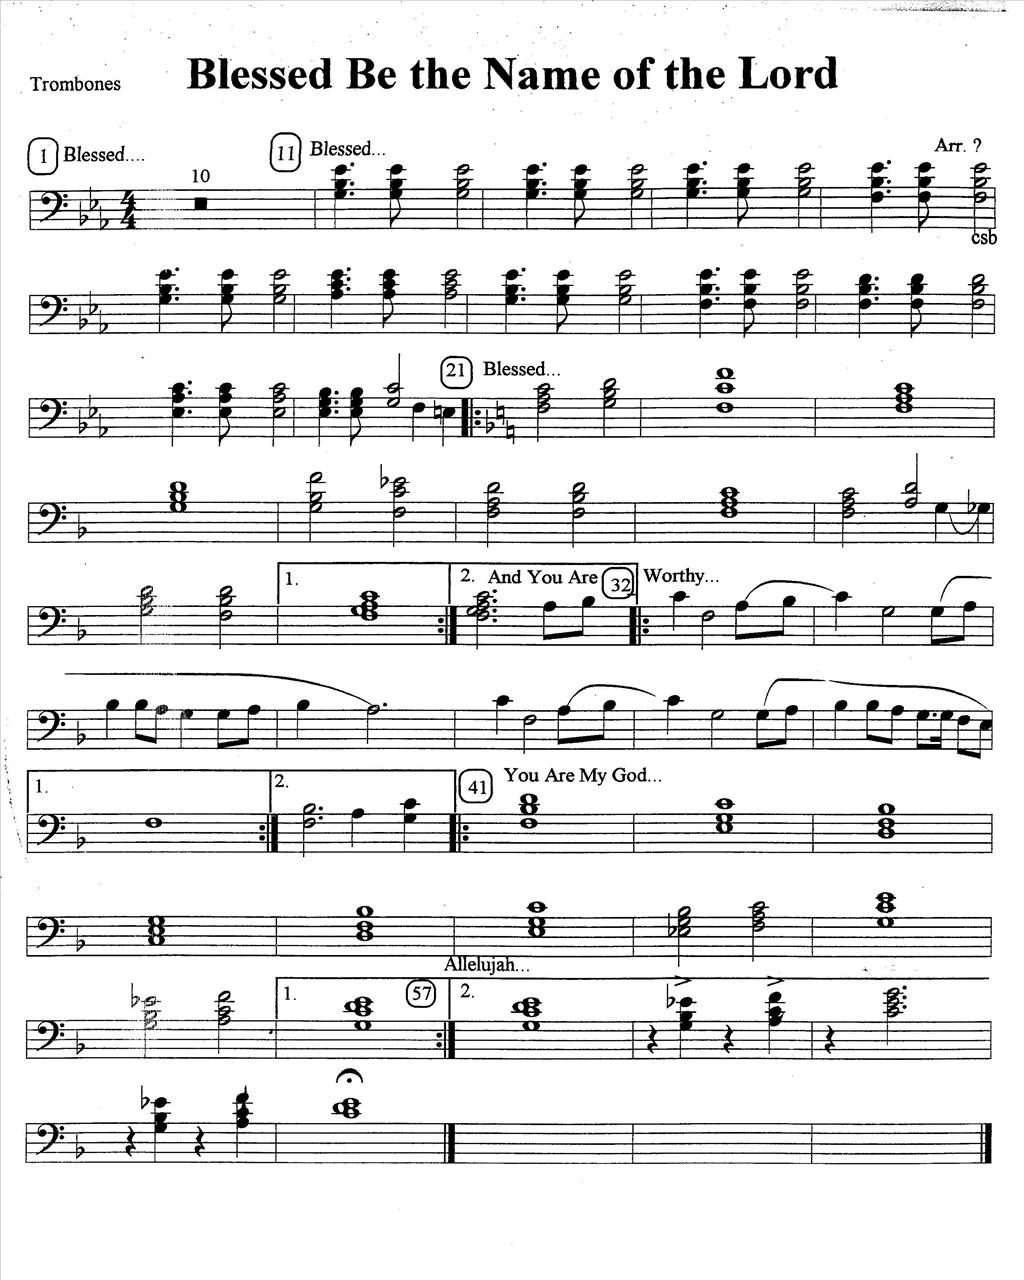 Trombones
Blessed Be the Name of the Lord
1 Blessed....
11 Blessed...
Arr. ?
10
csb
21 Blessed...
1.
2. And You Are 32 Worthy...
1.
2.
41 You Are My God...
Allelujah...
1. 57
2.